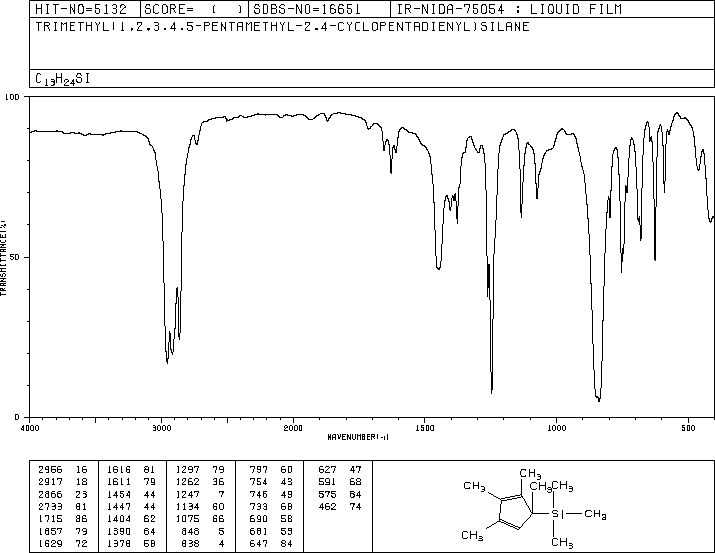 HIT-NO=5132 SCORE= ( ) SDBS-NO=16651 IR-NIDA-75054 : LIQUID FILM
TRIMETHYL(1,2,3,4,5-PENTAMETHYL-2,4-CYCLOPENTADIENYL)SILANE
C13H24SI
100
50
0
TRANSMITTANCE(%)
4000 3000 2000 1500 1000 500
WAVENUMBER(-1)
2956 16 1616 81 1297 79 797 60 627 47
2917 18 1611 79 1262 36 754 43 591 68
2866 23 1454 44 1247 7 746 49 575 84
2733 81 1447 44 1134 60 733 68 462 74
1715 86 1404 62 1075 66 690 58
1657 79 1390 64 848 5 681 53
1629 72 1378 58 838 4 647 84
CH3
CH3 CH3 CH3
CH3
SI CH3
CH3 CH3